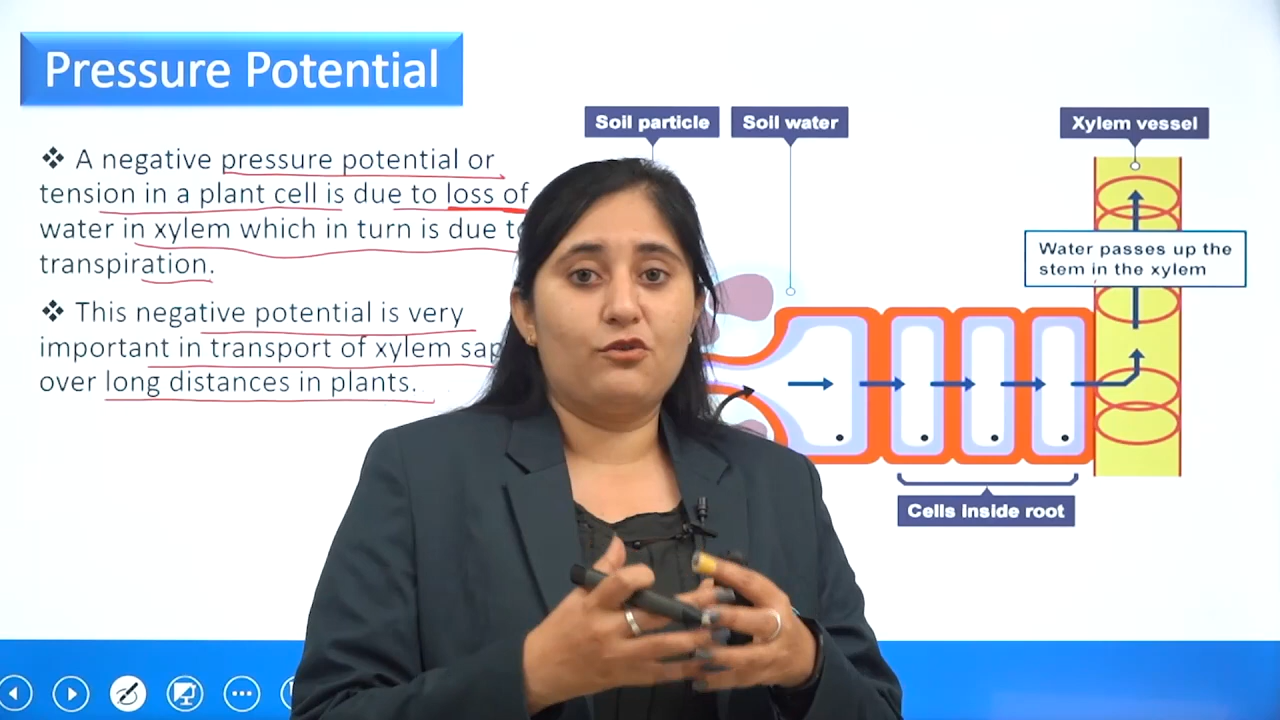 Pressure Potential
❖ A negative pressure potential or
tension in a plant cell is due to loss of
water in xylem which in turn is due
transpiration.
❖ This negative potential is very
important in transport of xylem sap
over long distances in plants.
Soil particle
Soil water
Xylem vessel
Water passes up the
stem in the xylem
Cells inside root